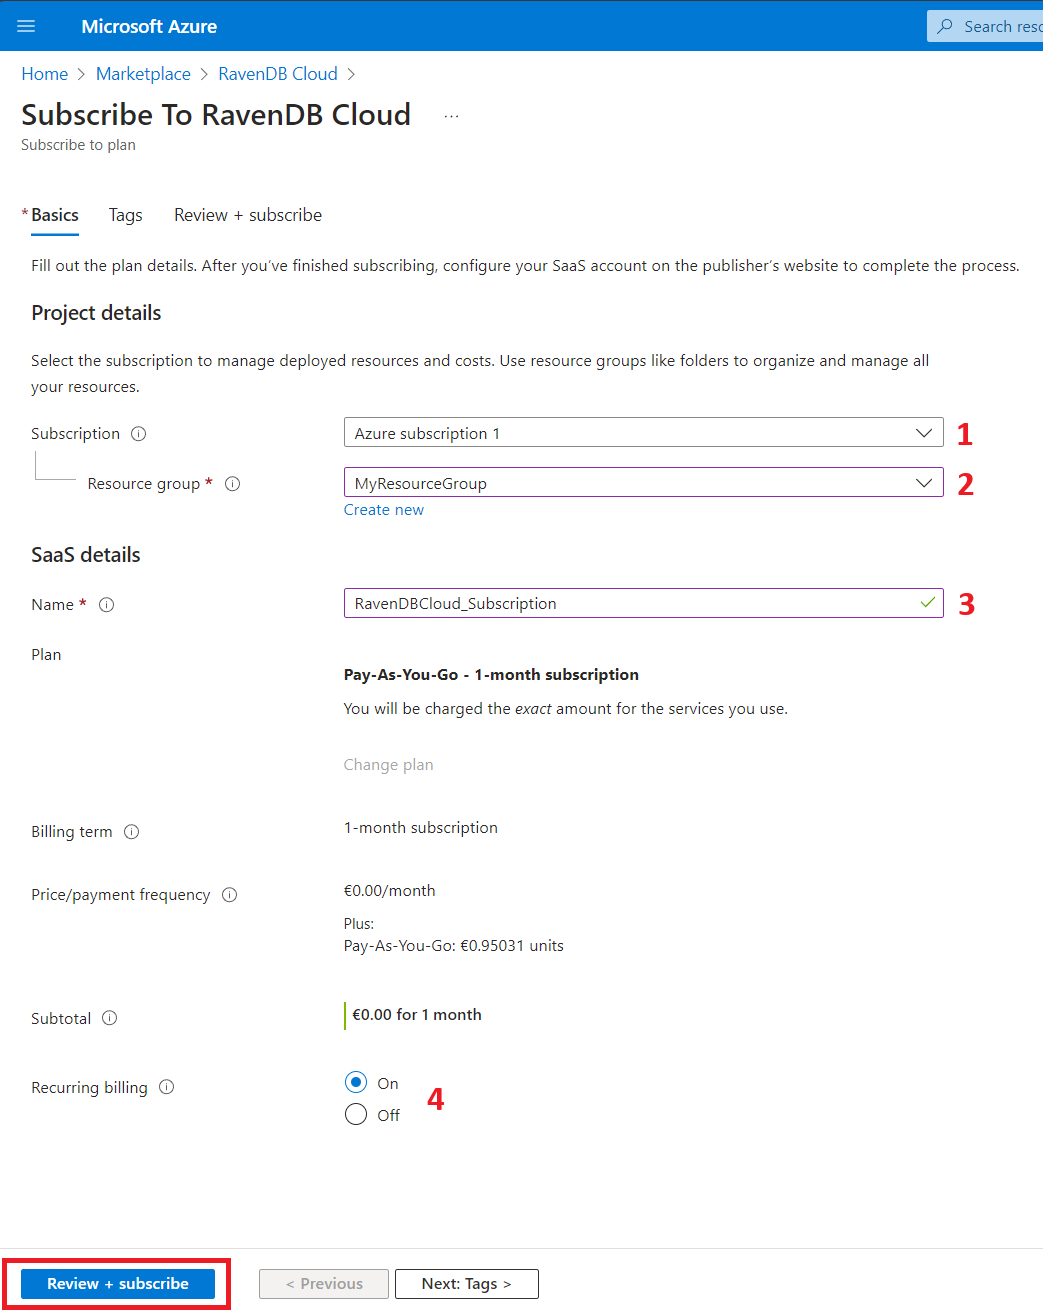 Microsoft Azure
Search reso
Home > Marketplace > RavenDB Cloud >
Subscribe To RavenDB Cloud ...
Subscribe to plan
* Basics Tags Review + subscribe
Fill out the plan details. After you've finished subscribing, configure your SaaS account on the publisher's website to complete the process.
Project details
Select the subscription to manage deployed resources and costs. Use resource groups like folders to organize and manage all
your resources.
Subscription Azure subscription 1 1
Resource group * MyResourceGroup 2
Create new
SaaS details
Name * RavenDBCloud_Subscription 3
Plan
Pay-As-You-Go - 1-month subscription
You will be charged the exact amount for the services you use.
Change plan
Billing term 1-month subscription
Price/payment frequency €0.00/month
Plus:
Pay-As-You-Go: €0.95031 units
Subtotal €0.00 for 1 month
Recurring billing On
4
Off
Review + subscribe < Previous Next: Tags >